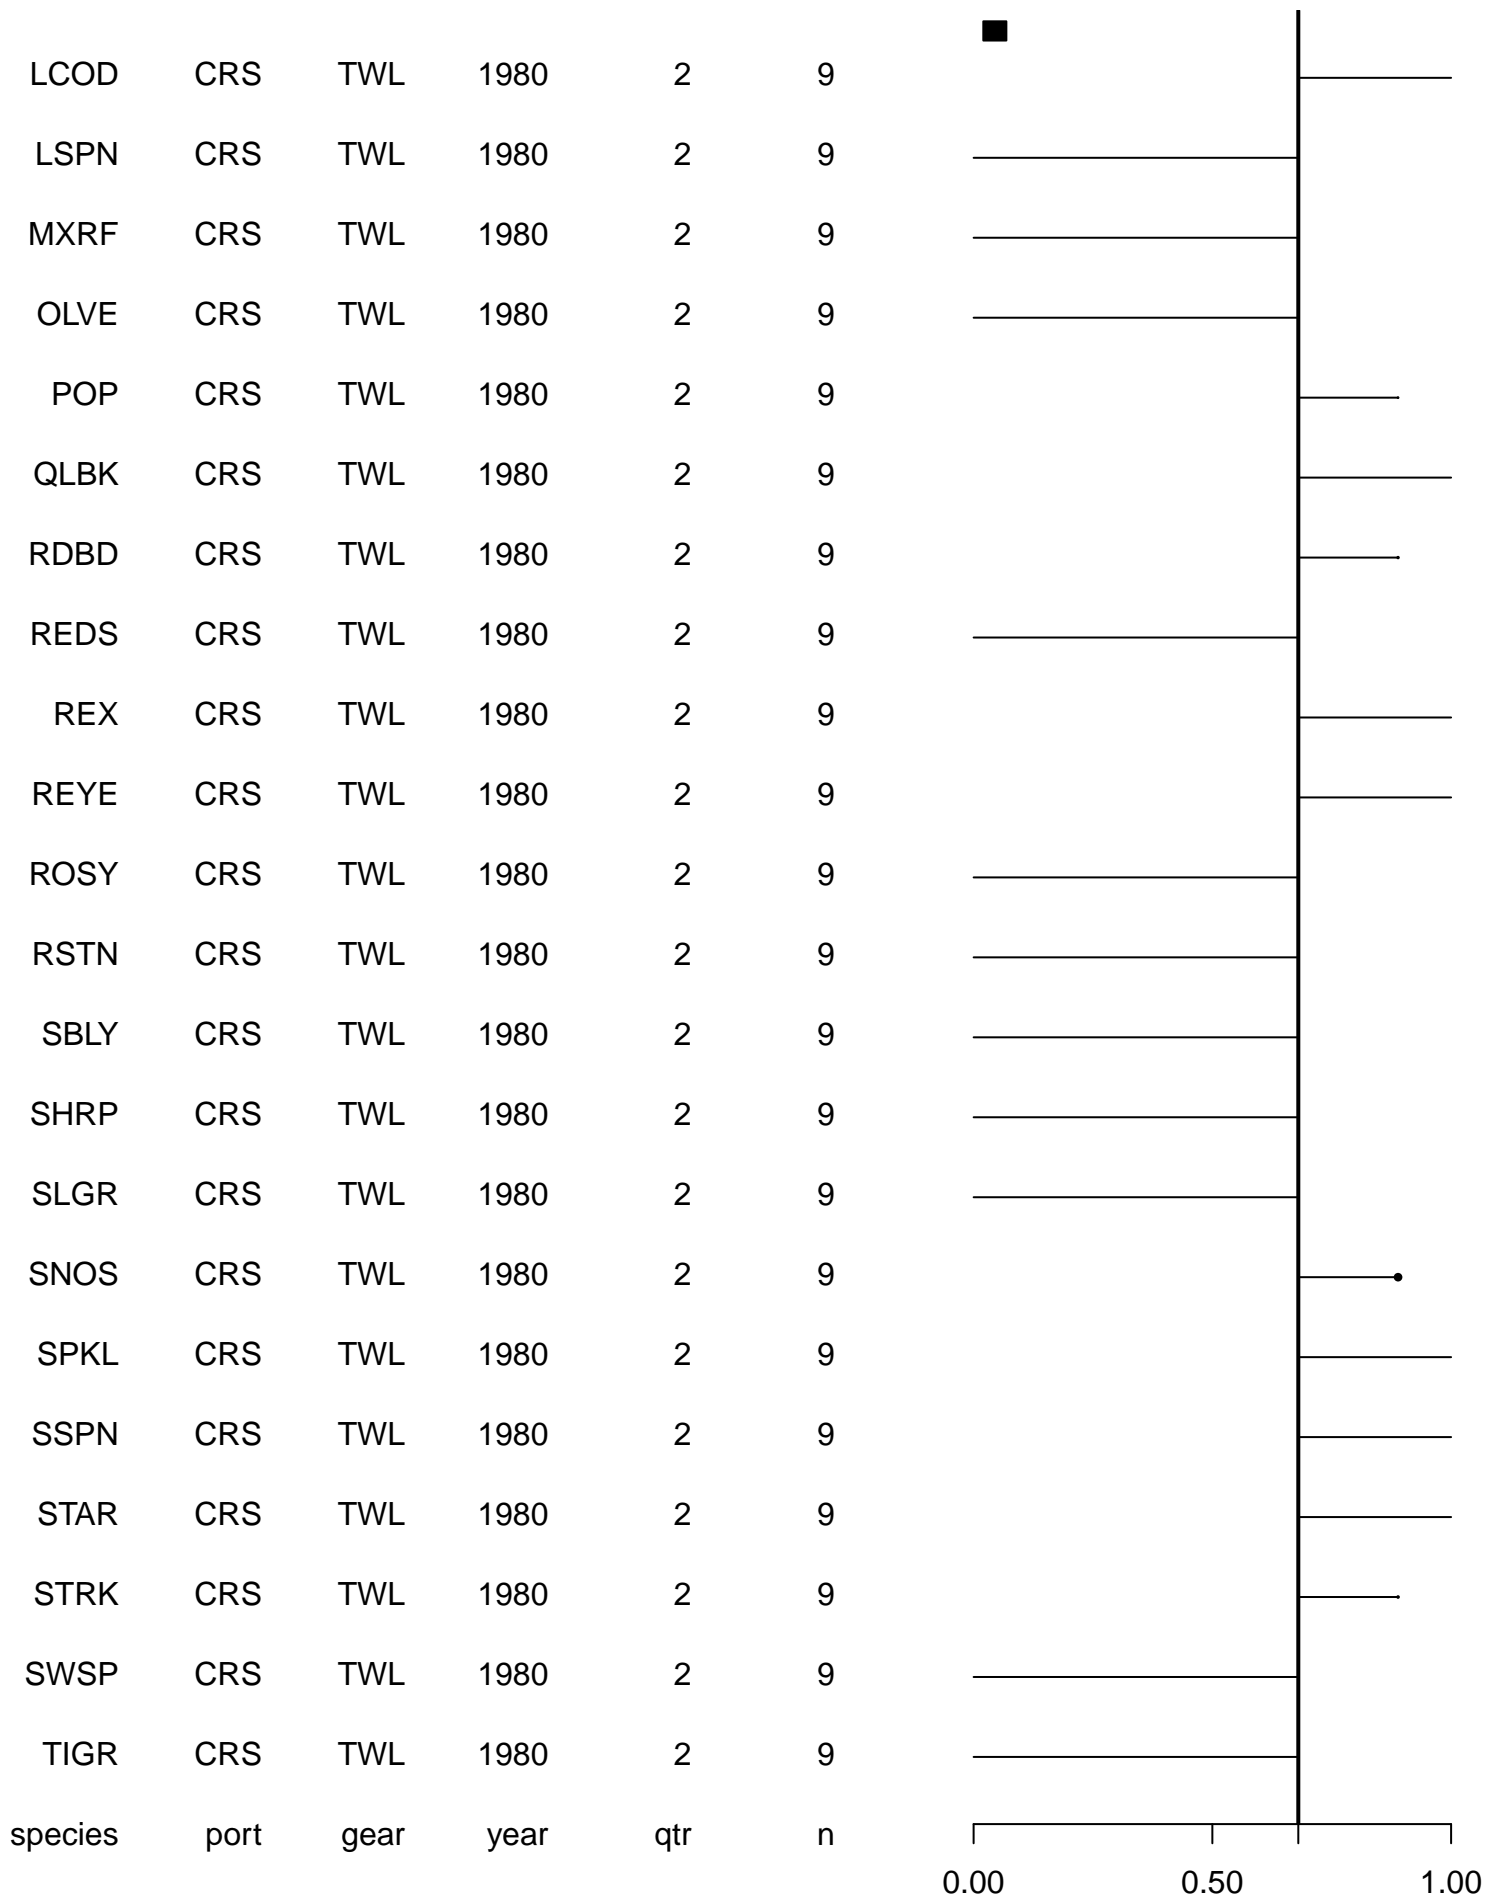 LCOD CRS TWL 1980 2 9
LSPN CRS TWL 1980 2 9
MXRF CRS TWL 1980 2 9
OLVE CRS TWL 1980 2 9
POP CRS TWL 1980 2 9
QLBK CRS TWL 1980 2 9
RDBD CRS TWL 1980 2 9
REDS CRS TWL 1980 2 9
REX CRS TWL 1980 2 9
REYE CRS TWL 1980 2 9
ROSY CRS TWL 1980 2 9
RSTN CRS TWL 1980 2 9
SBLY CRS TWL 1980 2 9
SHRP CRS TWL 1980 2 9
SLGR CRS TWL 1980 2 9
SNOS CRS TWL 1980 2 9
SPKL CRS TWL 1980 2 9
SSPN CRS TWL 1980 2 9
STAR CRS TWL 1980 2 9
STRK CRS TWL 1980 2 9
SWSP CRS TWL 1980 2 9
TIGR CRS TWL 1980 2 9
species port gear year qtr n
0.00 0.50 1.00